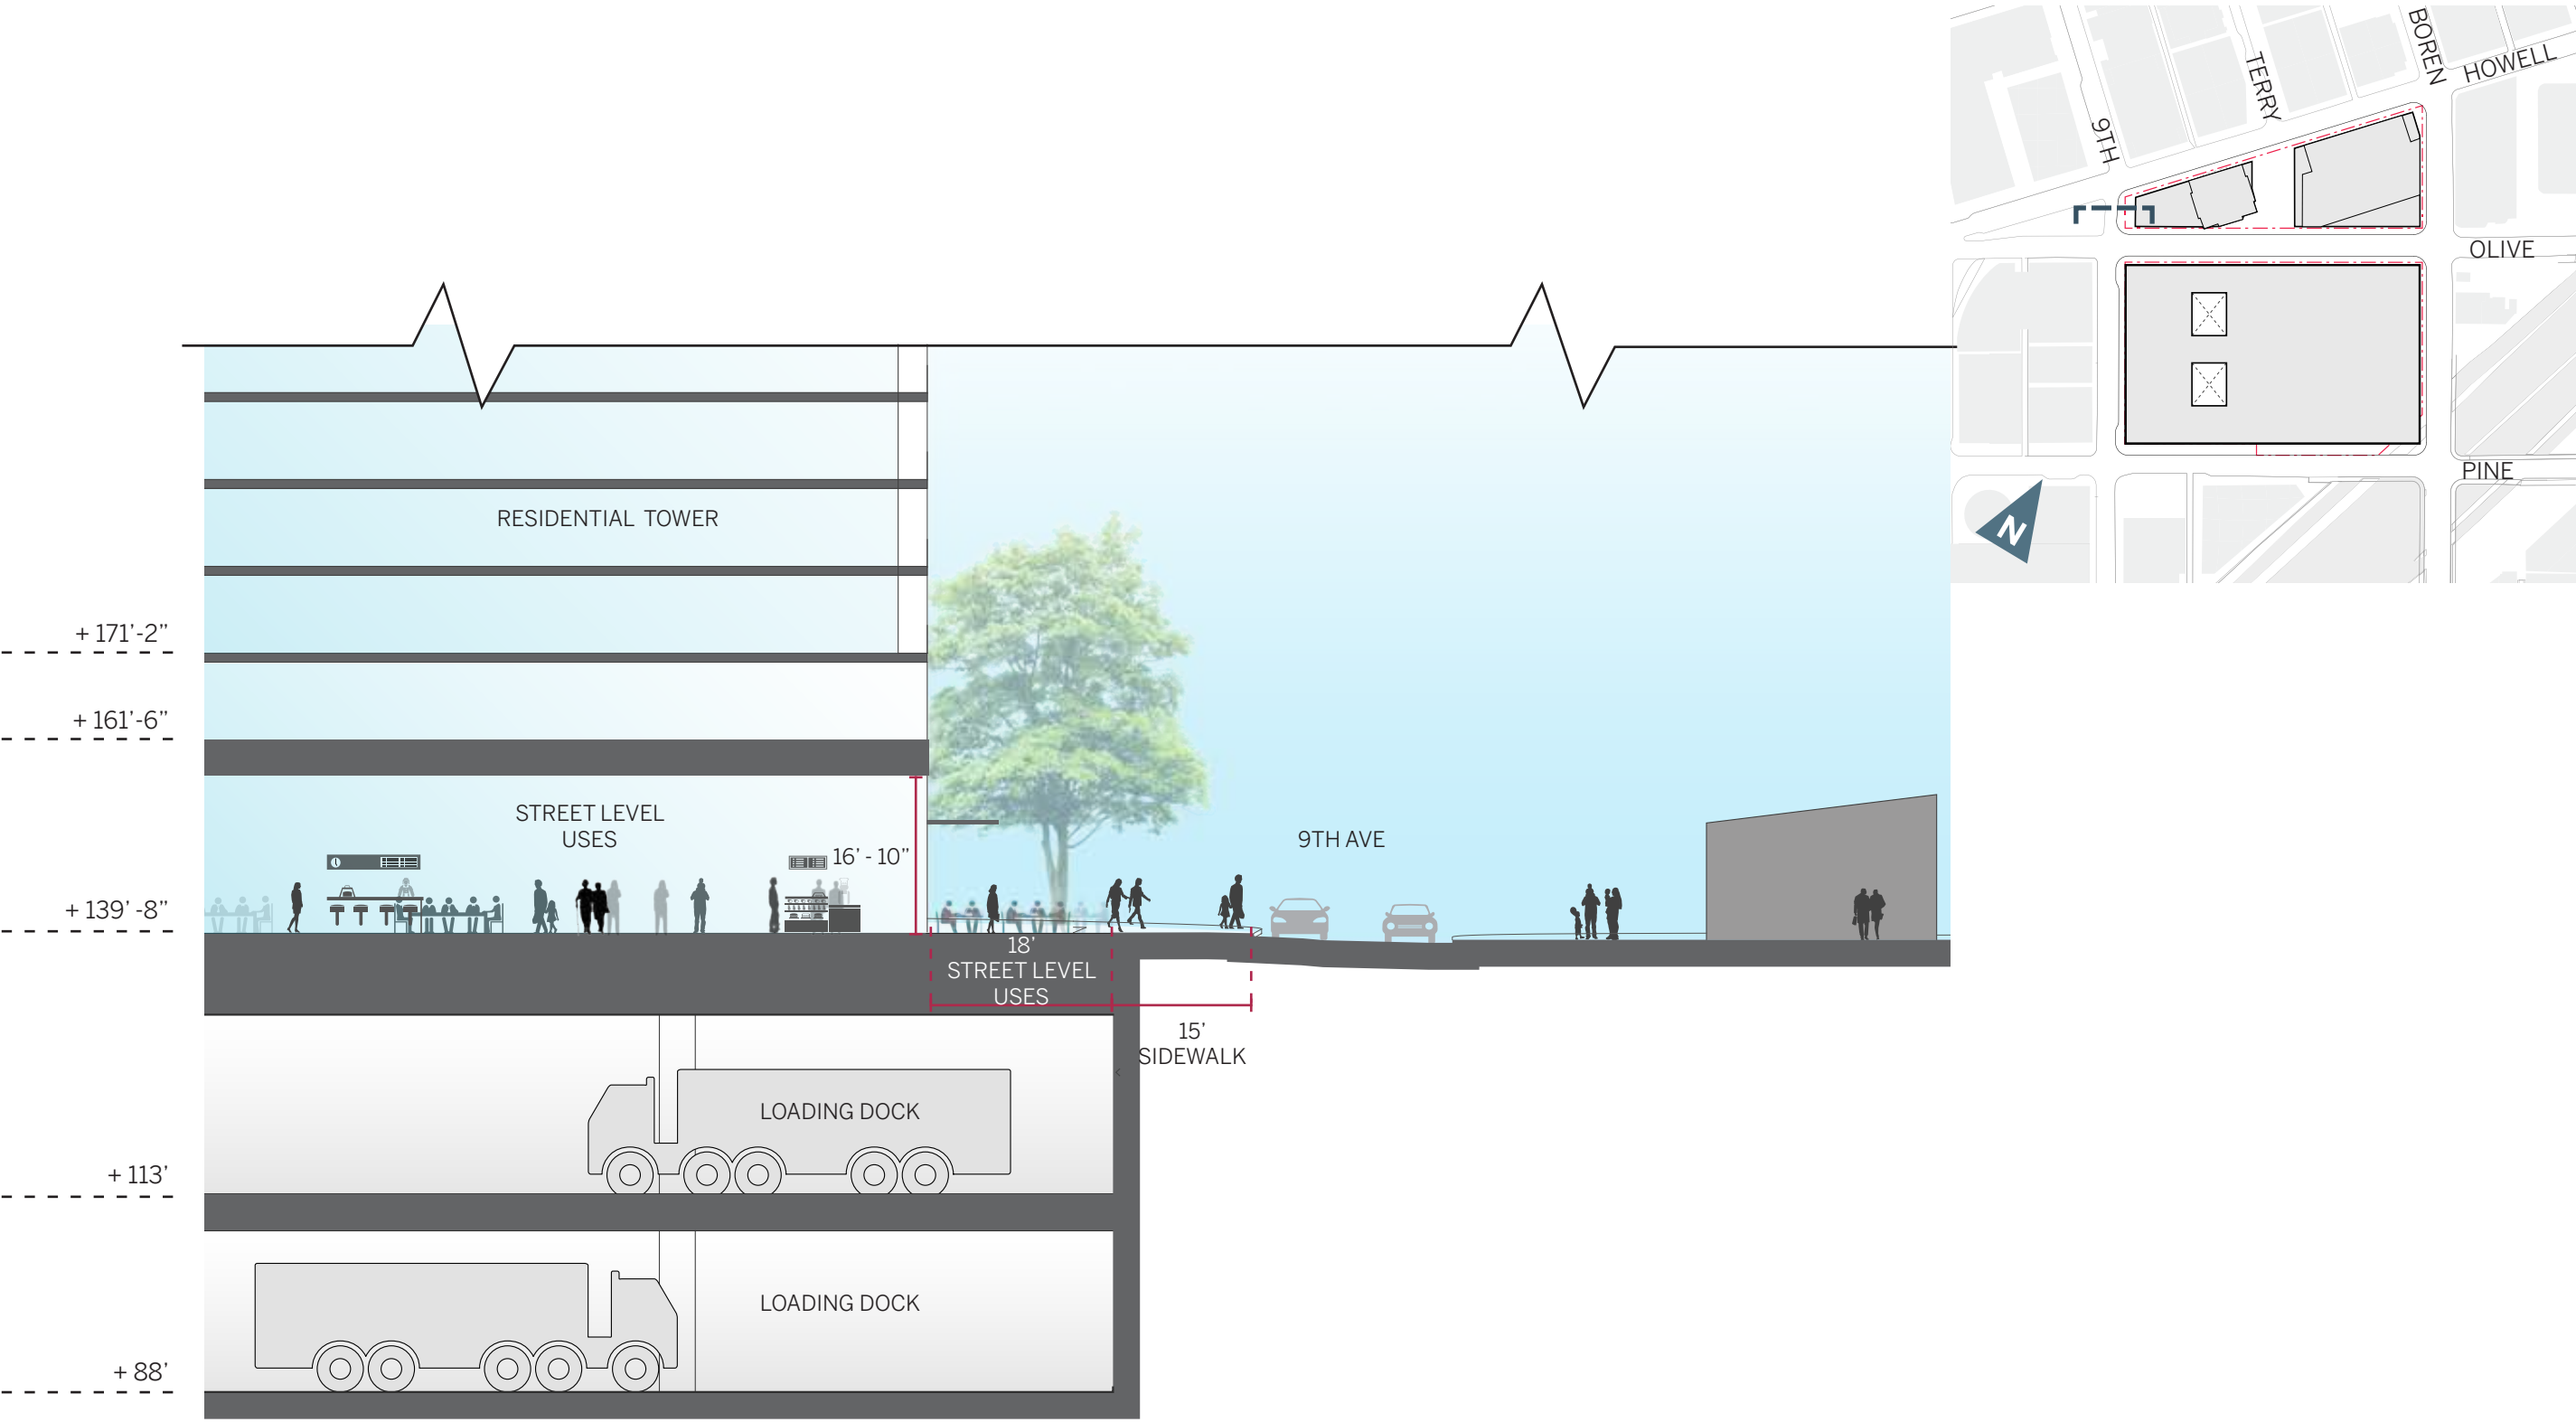 BOREN
HOWELL
TERRY
9TH
OLIVE
PINE
N
RESIDENTIAL TOWER
+ 171’-2”
+ 161’-6”
STREET LEVEL
USES
16’ - 10”
9TH AVE
+ 139’ -8”
18’
STREET LEVEL
USES
15’
SIDEWALK
LOADING DOCK
+ 113’
LOADING DOCK
+ 88’